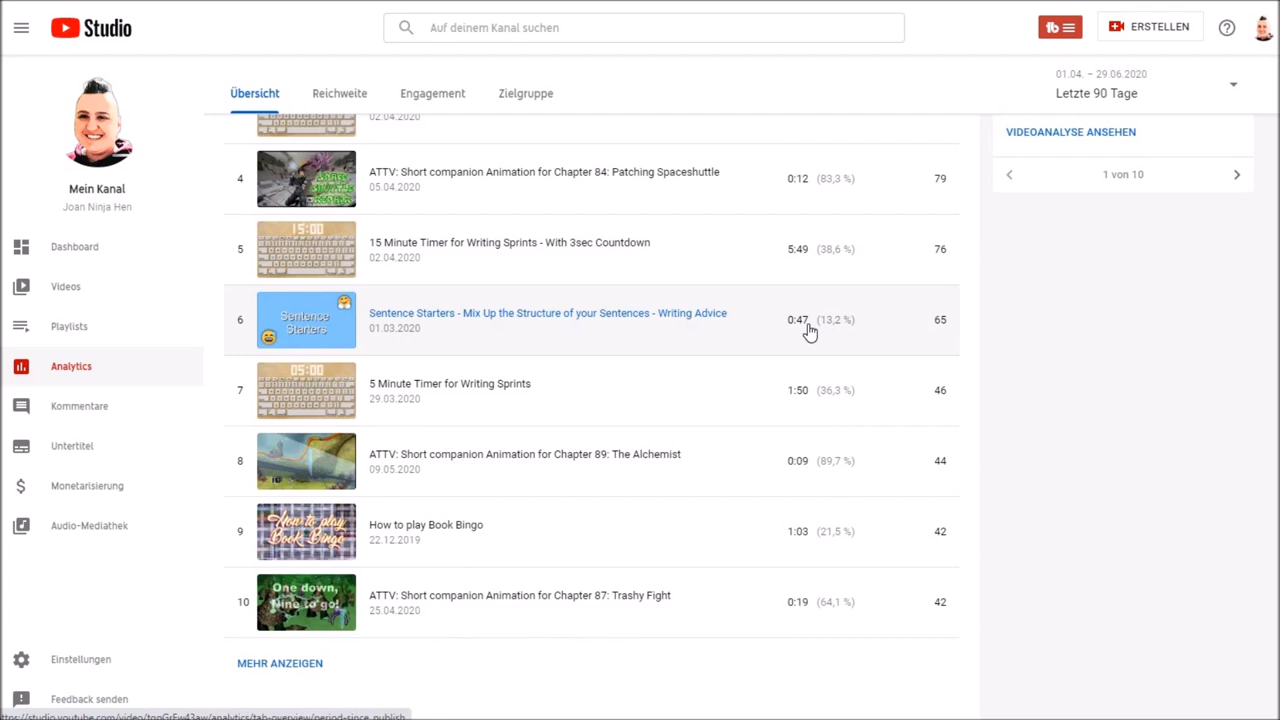 Studio
Auf deinem Kanal suchen
ERSTELLEN
01.04. – 29.06.2020
Letzte 90 Tage
Übersicht
Reichweite
Engagement
Zielgruppe
Mein Kanal
Joan Ninja Hen
Dashboard
Videos
Playlists
Analytics
Kommentare
Untertitel
Monetarisierung
Audio-Mediathek
Einstellungen
Feedback senden
02.04.2020
4
ATTV: Short companion Animation for Chapter 84: Patching Spaceshuttle
05.04.2020
0:12 (83,3 %)
79
5
15:00
15 Minute Timer for Writing Sprints - With 3sec Countdown
02.04.2020
5:49 (38,6 %)
76
6
Sentence
Starters
Sentence Starters - Mix Up the Structure of your Sentences - Writing Advice
01.03.2020
0:47 (13,2 %)
65
7
05:00
5 Minute Timer for Writing Sprints
29.03.2020
1:50 (36,3 %)
46
8
ATTV: Short companion Animation for Chapter 89: The Alchemist
09.05.2020
0:09 (89,7 %)
44
9
How to play
Book Bingo
How to play Book Bingo
22.12.2019
1:03 (21,5 %)
42
10
One down,
Nine to go!
ATTV: Short companion Animation for Chapter 87: Trashy Fight
25.04.2020
0:19 (64,1 %)
42
MEHR ANZEIGEN
VIDEOANALYSE ANSEHEN
1 von 10